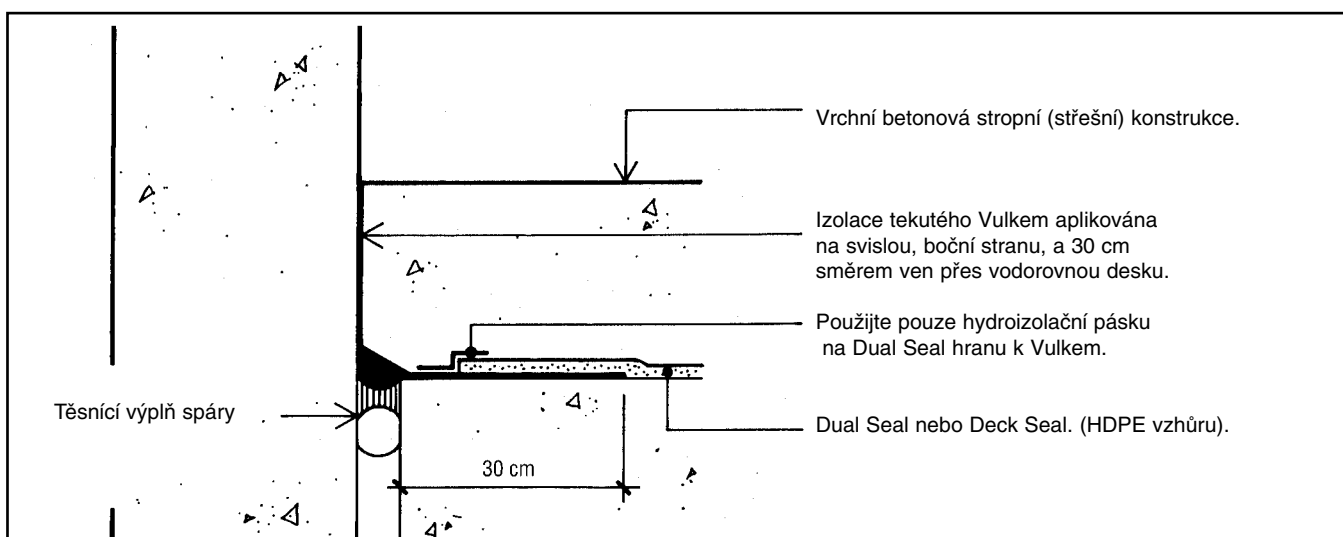 Vrchní betonová stropní (střešní) konstrukce.
Izolace tekutého Vulkem aplikována
na svislou, boční stranu, a 30 cm
směrem ven přes vodorovnou desku.
Použijte pouze hydroizolační pásku
na Dual Seal hranu k Vulkem.
Těsnící výplň spáry
Dual Seal nebo Deck Seal. (HDPE vzhůru).
30 cm